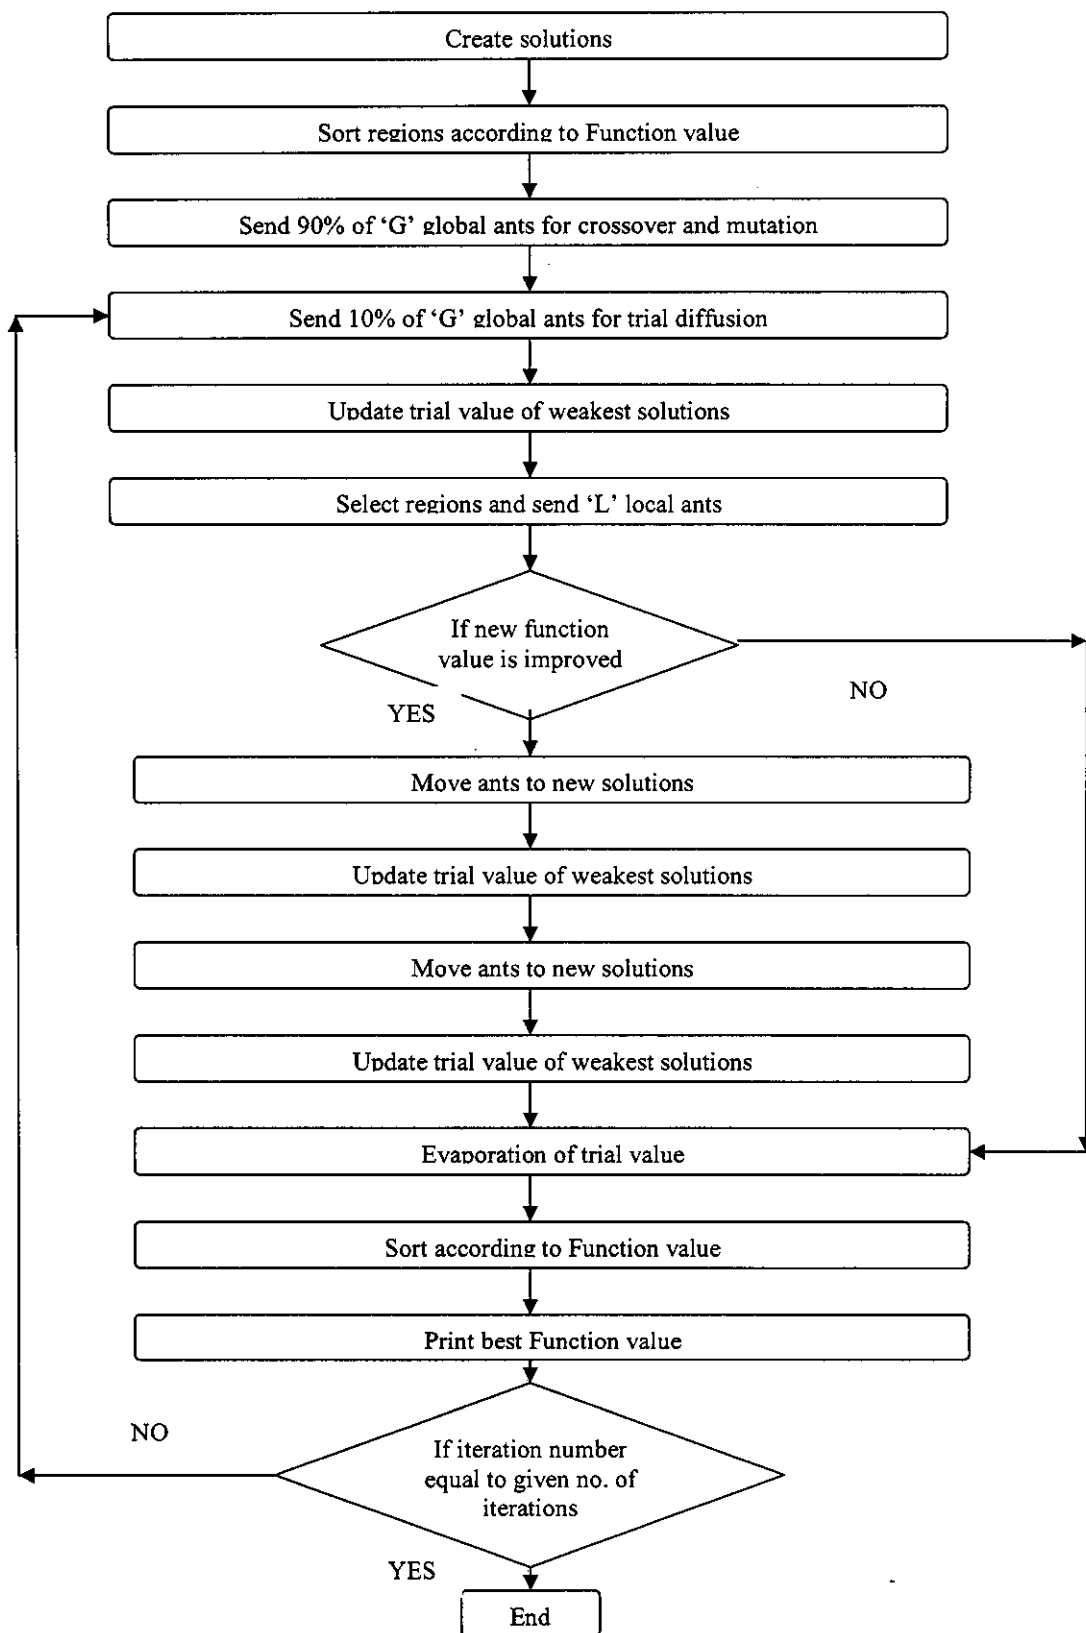 Create solutions
Sort regions according to Function value
Send 90% of ‘G’ global ants for crossover and mutation
Send 10% of ‘G’ global ants for trial diffusion
Update trial value of weakest solutions
Select regions and send ‘L’ local ants
If new function
value is improved
NO
YES
Move ants to new solutions
Update trial value of weakest solutions
Move ants to new solutions
Update trial value of weakest solutions
Evaporation of trial value
Sort according to Function value
Print best Function value
NO
If iteration number
equal to given no. of
iterations
YES
End